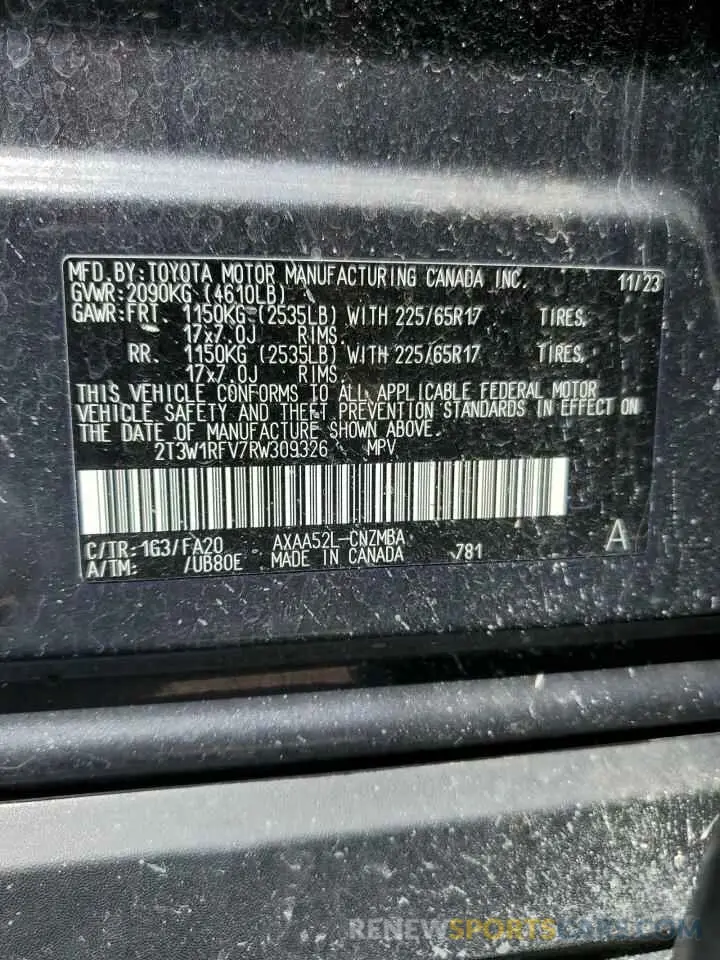 MFD.BY:TOYOTA MOTOR MANUFACTURING CANADA INC. 11/23
GVWR:2090KG (4610LB)
GAWR:FRT. 1150KG (2535LB) WITH 225/65R17 TIRES,
17x7.0J RIMS.
RR. 1150KG (2535LB) WITH 225/65R17 TIRES,
17x7.0J RIMS.
THIS VEHICLE CONFORMS TO ALL APPLICABLE FEDERAL MOTOR
VEHICLE SAFETY AND THEFT PREVENTION STANDARDS IN EFFECT ON
THE DATE OF MANUFACTURE SHOWN ABOVE.
2T3W1RFV7RW309326 MPV
C/TR:1G3/FA20 AXAA52L-CNZMBA A
A/TM: /UB80E MADE IN CANADA 781
RENEWSPORTSCARS.COM